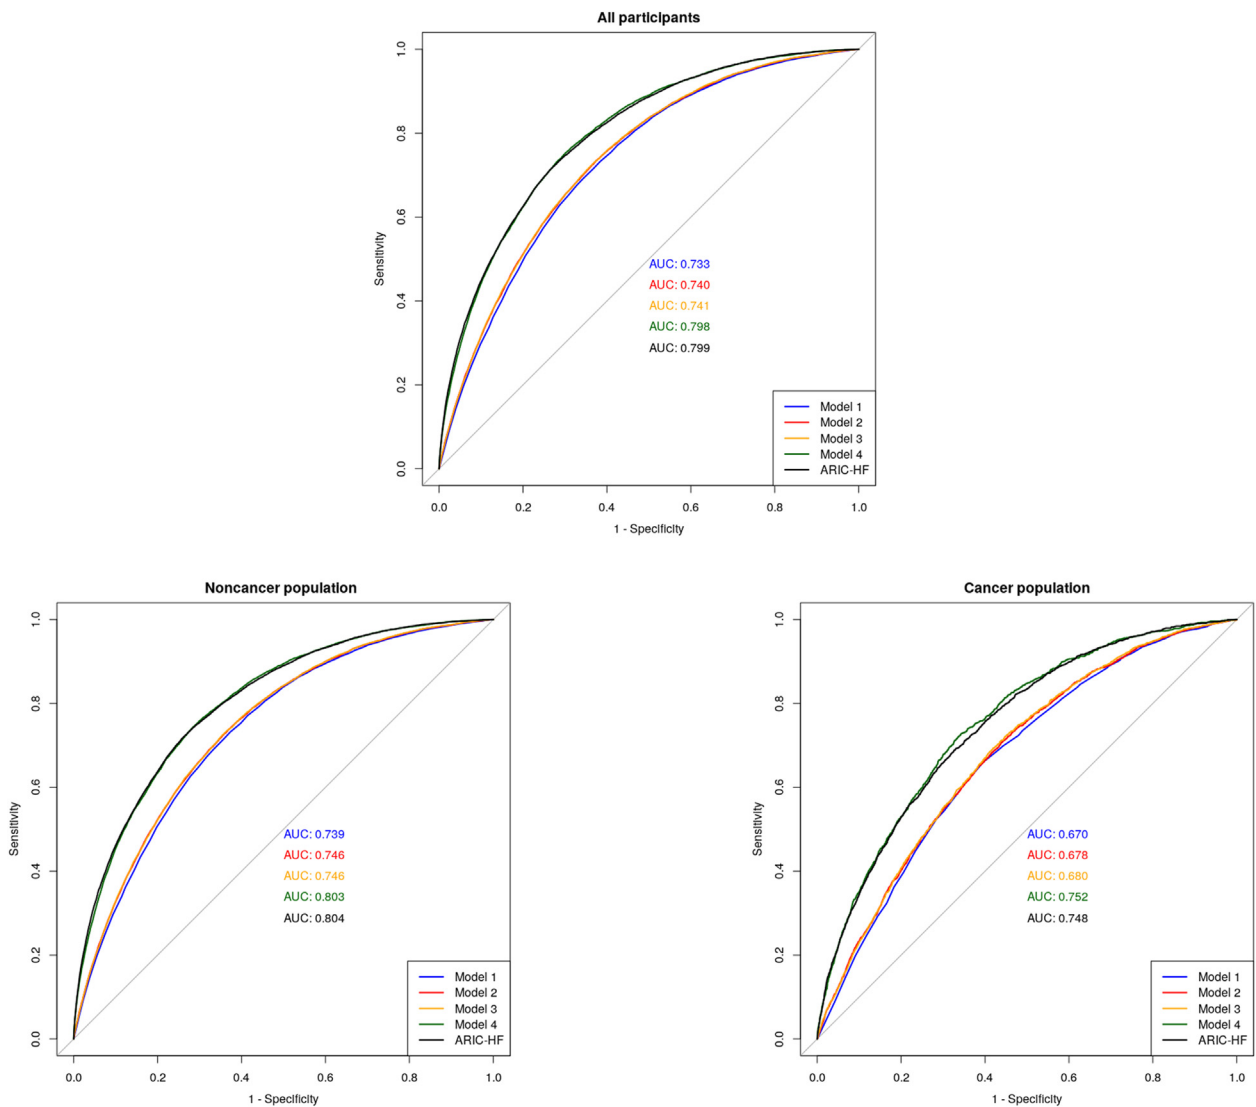 All participants
Sensitivity
1.0
0.8
0.6
0.4
0.2
0.0
AUC: 0.733
AUC: 0.740
AUC: 0.741
AUC: 0.798
AUC: 0.799
Model 1
Model 2
Model 3
Model 4
ARIC-HF
0.0 0.2 0.4 0.6 0.8 1.0
1 - Specificity
Noncancer population
Sensitivity
1.0
0.8
0.6
0.4
0.2
0.0
AUC: 0.739
AUC: 0.746
AUC: 0.746
AUC: 0.803
AUC: 0.804
Model 1
Model 2
Model 3
Model 4
ARIC-HF
0.0 0.2 0.4 0.6 0.8 1.0
1 - Specificity
Cancer population
Sensitivity
1.0
0.8
0.6
0.4
0.2
0.0
AUC: 0.670
AUC: 0.678
AUC: 0.680
AUC: 0.752
AUC: 0.748
Model 1
Model 2
Model 3
Model 4
ARIC-HF
0.0 0.2 0.4 0.6 0.8 1.0
1 - Specificity